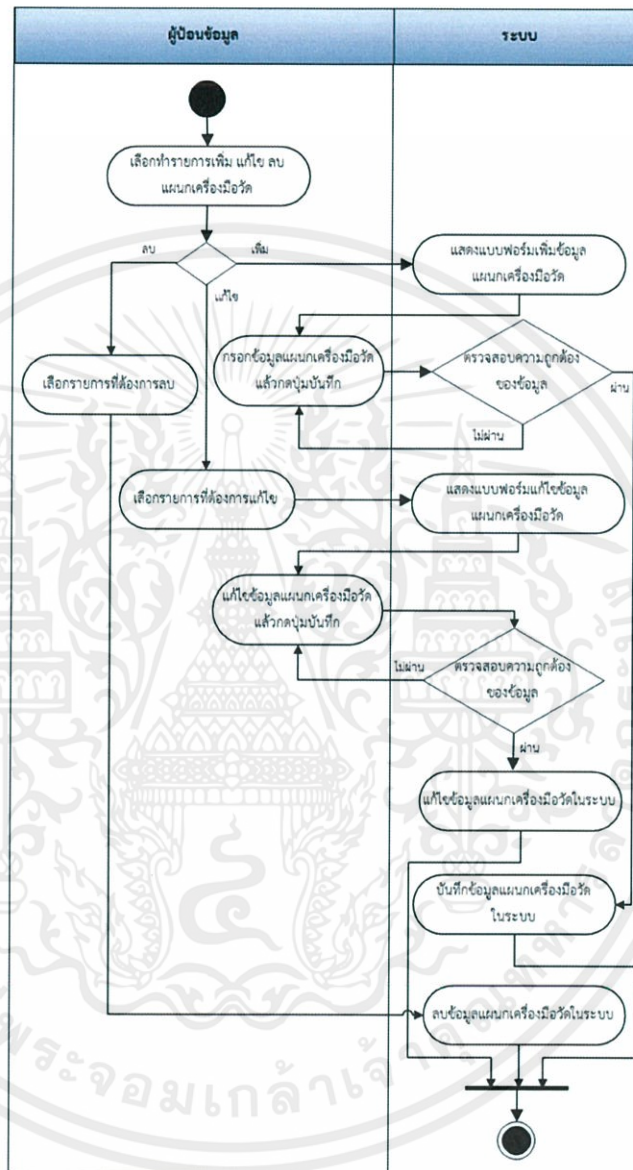 ผู้ป้อนข้อมูล
ระบบ
เลือกทำรายการเพิ่ม แก้ไข ลบ
แผนกเครื่องมือวัด
ลบ
เพิ่ม
แก้ไข
แสดงแบบฟอร์มเพิ่มข้อมูล
แผนกเครื่องมือวัด
เลือกรายการที่ต้องการลบ
กรอกข้อมูลแผนกเครื่องมือวัด
แล้วกดปุ่มบันทึก
ตรวจสอบความถูกต้อง
ของข้อมูล
ผ่าน
ไม่ผ่าน
เลือกรายการที่ต้องการแก้ไข
แสดงแบบฟอร์มแก้ไขข้อมูล
แผนกเครื่องมือวัด
แก้ไขข้อมูลแผนกเครื่องมือวัด
แล้วกดปุ่มบันทึก
ไม่ผ่าน
ตรวจสอบความถูกต้อง
ของข้อมูล
ผ่าน
แก้ไขข้อมูลแผนกเครื่องมือวัดในระบบ
บันทึกข้อมูลแผนกเครื่องมือวัด
ในระบบ
ลบข้อมูลแผนกเครื่องมือวัดในระบบ
พระจอมเกล้าเจ้าคุณทหาร